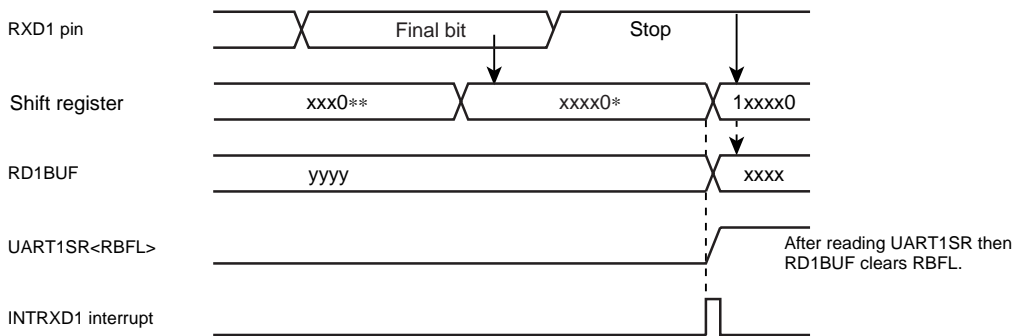 RXD1 pin Final bit Stop
Shift register xxx0** xxxx0* 1xxxx0
RD1BUF yyyy xxxx
UART1SR<RBFL> After reading UART1SR then
RD1BUF clears RBFL.
INTRXD1 interrupt